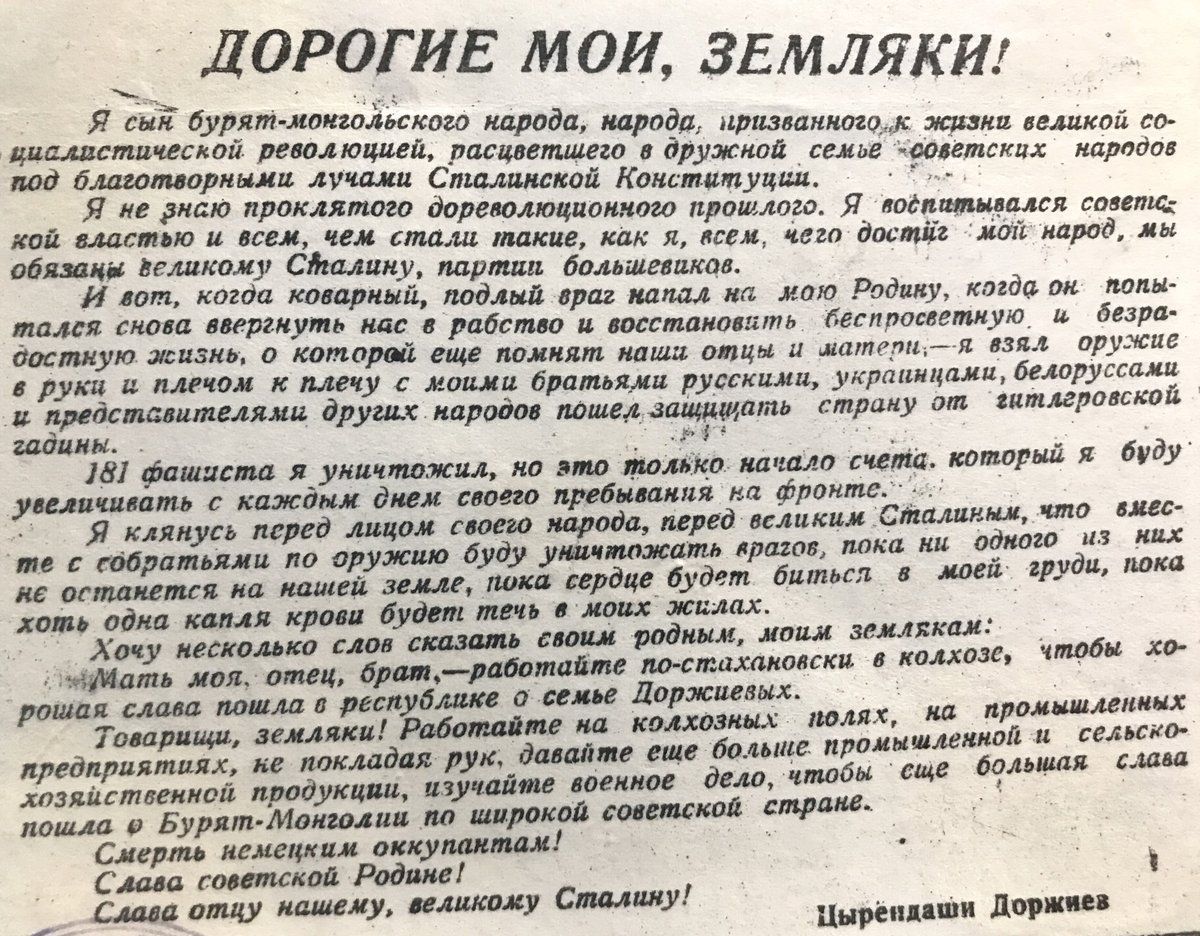 ДОРОГИЕ МОИ, ЗЕМЛЯКИ!
Я сын бурят-монгольского народа, народа, призванного к жизни великой со-
циалистической революцией, расцветшего в дружной семье советских народов
под благотворными лучами Сталинской Конституции.
Я не знаю проклятого дореволюционного прошлого. Я воспитывался советс-
кой властью и всем, чем стали такие, как я, всем, чего достиг мой народ, мы
обязаны великому Сталину, партии большевиков.
И вот, когда коварный, подлый враг напал на мою Родину, когда он попы-
тался снова ввергнуть нас в рабство и восстановить беспросветную и безра-
достную жизнь, о которой еще помнят наши отцы и матери,—я взял оружие
в руки и плечом к плечу с моими братьями русскими, украинцами, белоруссами
и представителями других народов пошел защищать страну от гитлеровской
гадины.
181 фашиста я уничтожил, но это только начало счета. который я буду
увеличивать с каждым днем своего пребывания на фронте.
Я клянусь перед лицом своего народа, перед великим Сталиным, что вмес-
те с собратьями по оружию буду уничтожать врагов, пока ни одного из них
не останется на нашей земле, пока сердце будет биться в моей груди, пока
хоть одна капля крови будет течь в моих жилах.
Хочу несколько слов сказать своим родным, моим землякам:
Мать моя, отец, брат,—работайте по-стахановски в колхозе, чтобы хо-
рошая слава пошла в республике о семье Доржиевых.
Товарищи, земляки! Работайте на колхозных полях, на промышленных
предприятиях, не покладая рук, давайте еще больше промышленной и сельско-
хозяйственной продукции, изучайте военное дело, чтобы еще большая слава
пошла о Бурят-Монголии по широкой советской стране.
Смерть немецким оккупантам!
Слава советской Родине!
Слава отцу нашему, великому Сталину!
Цырендаши Доржиев